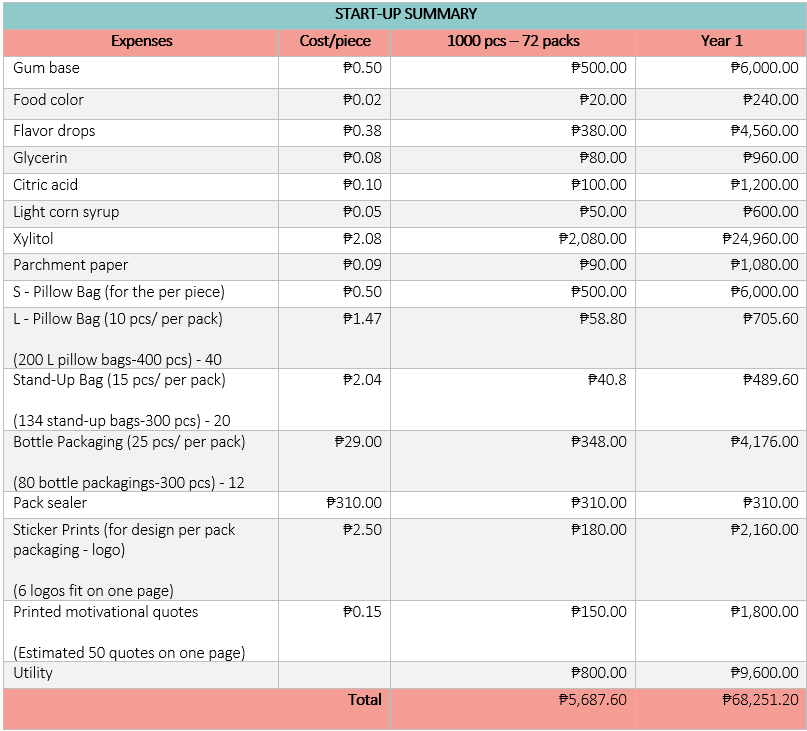 START-UP SUMMARY
Expenses Cost/piece 1000 pcs – 72 packs Year 1
Gum base ₱0.50 ₱500.00 ₱6,000.00
Food color ₱0.02 ₱20.00 ₱240.00
Flavor drops ₱0.38 ₱380.00 ₱4,560.00
Glycerin ₱0.08 ₱80.00 ₱960.00
Citric acid ₱0.10 ₱100.00 ₱1,200.00
Light corn syrup ₱0.05 ₱50.00 ₱600.00
Xylitol ₱2.08 ₱2,080.00 ₱24,960.00
Parchment paper ₱0.09 ₱90.00 ₱1,080.00
S - Pillow Bag (for the per piece) ₱0.50 ₱500.00 ₱6,000.00
L - Pillow Bag (10 pcs/ per pack) ₱1.47 ₱58.80 ₱705.60
(200 L pillow bags-400 pcs) - 40
Stand-Up Bag (15 pcs/ per pack) ₱2.04 ₱40.8 ₱489.60
(134 stand-up bags-300 pcs) - 20
Bottle Packaging (25 pcs/ per pack) ₱29.00 ₱348.00 ₱4,176.00
(80 bottle packagings-300 pcs) - 12
Pack sealer ₱310.00 ₱310.00 ₱310.00
Sticker Prints (for design per pack ₱2.50 ₱180.00 ₱2,160.00
packaging - logo)
(6 logos fit on one page)
Printed motivational quotes ₱0.15 ₱150.00 ₱1,800.00
(Estimated 50 quotes on one page)
Utility ₱800.00 ₱9,600.00
Total ₱5,687.60 ₱68,251.20